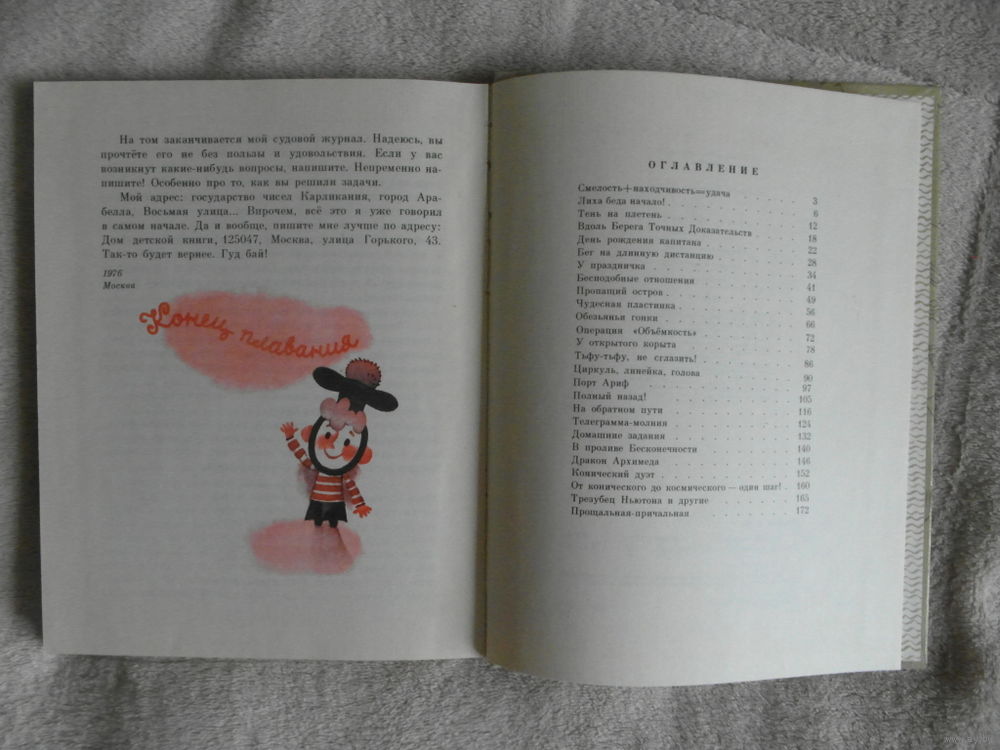 На том заканчивается мой судовой журнал. Надеюсь, вы
прочтёте его не без пользы и удовольствия. Если у вас
возникнут какие-нибудь вопросы, напишите. Непременно на-
пишите! Особенно про то, как вы решили задачи.
Мой адрес: государство чисел Карликания, город Ара-
белла, Восьмая улица... Впрочем, всё это я уже говорил
в самом начале. Да и вообще, пишите мне лучше по адресу:
Дом детской книги, 125047, Москва, улица Горького, 43.
Так-то будет вернее. Гуд бай!
1976
Москва
Конец плавания
ОГЛАВЛЕНИЕ
Смелость+находчивость=удача 3
Лиха беда начало! 6
Тень на плетень 12
Вдоль Берега Точных Доказательств 18
День рождения капитана 22
Бег на длинную дистанцию 28
У праздничка 34
Бесподобные отношения 41
Пропащий остров 49
Чудесная пластинка 56
Обезьяньи гонки 66
Операция «Объёмкость» 72
У открытого корыта 78
Тьфу-тьфу, не сглазить! 86
Циркуль, линейка, голова 90
Порт Ариф 97
Полный назад! 105
На обратном пути 116
Телеграмма-молния 124
Домашние задания 132
В проливе Бесконечности 140
Дракон Архимеда 146
Комический дуэт 152
От конического до космического — один шаг! 160
Трезубец Ньютона и другие 165
Прощальная-причальная 172